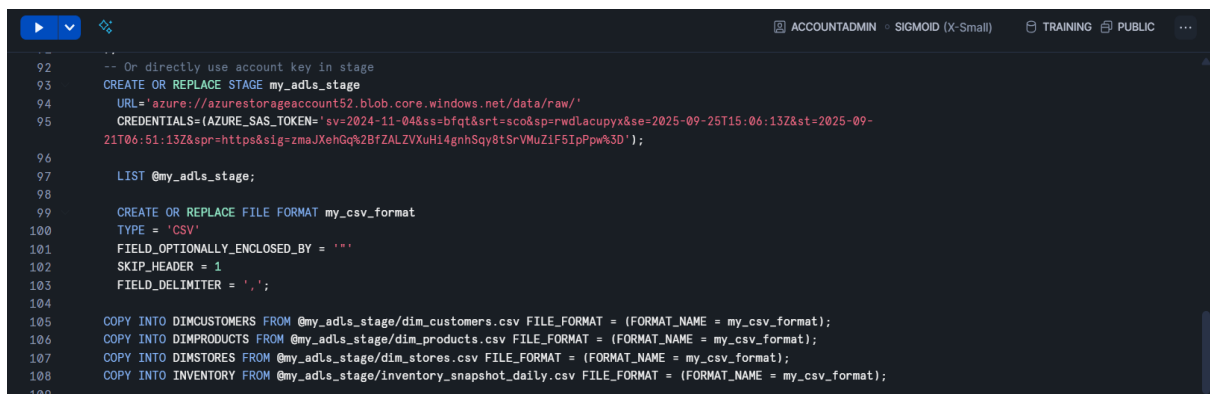 ACCOUNTADMIN SIGMOID (X-Small) TRAINING PUBLIC ...
92 -- Or directly use account key in stage
93 CREATE OR REPLACE STAGE my_adls_stage
94 URL='azure://azurestorageaccount52.blob.core.windows.net/data/raw/'
95 CREDENTIALS=(AZURE_SAS_TOKEN='sv=2024-11-04&ss=bfqt&srt=sco&sp=rwdlacupyx&se=2025-09-25T15:06:13Z&st=2025-09-
21T06:51:13Z&spr=https&sig=zmaJXehGq%2BfZALZVXuHi4gnhSqy8tSrVMuZiF5IpPpw%3D');
96
97 LIST @my_adls_stage;
98
99 CREATE OR REPLACE FILE FORMAT my_csv_format
100 TYPE = 'CSV'
101 FIELD_OPTIONALLY_ENCLOSED_BY = '"'
102 SKIP_HEADER = 1
103 FIELD_DELIMITER = ',';
104
105 COPY INTO DIMCUSTOMERS FROM @my_adls_stage/dim_customers.csv FILE_FORMAT = (FORMAT_NAME = my_csv_format);
106 COPY INTO DIMPRODUCTS FROM @my_adls_stage/dim_products.csv FILE_FORMAT = (FORMAT_NAME = my_csv_format);
107 COPY INTO DIMSTORES FROM @my_adls_stage/dim_stores.csv FILE_FORMAT = (FORMAT_NAME = my_csv_format);
108 COPY INTO INVENTORY FROM @my_adls_stage/inventory_snapshot_daily.csv FILE_FORMAT = (FORMAT_NAME = my_csv_format);